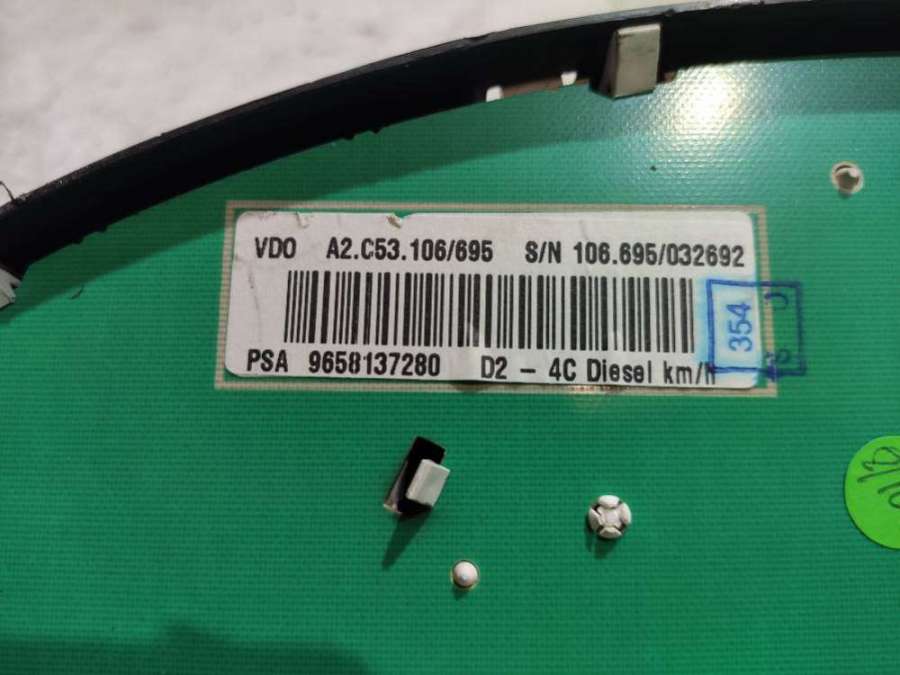 VDO A2.C53.106/695 S/N 106.695/032692
PSA 9658137280 D2 - 4C Diesel km/h
354